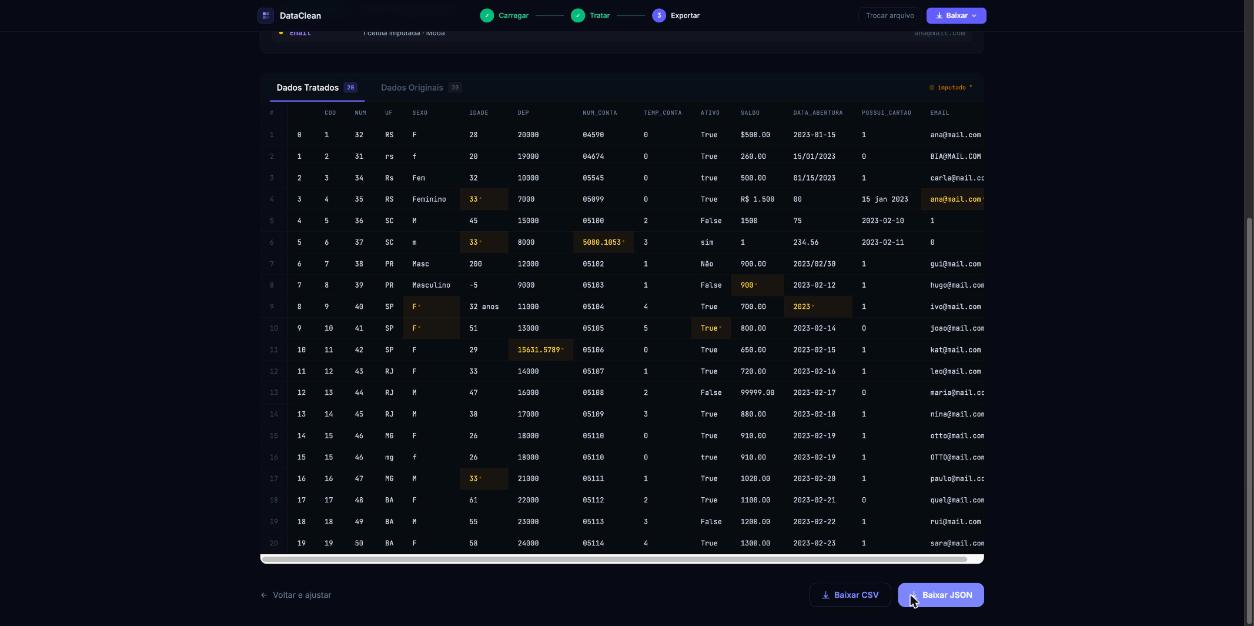 DataClean
✓ Carregar ✓ Tratar 3 Exportar
Trocar arquivo Baixar
Email 1 célula imputada · Moda ana@mail.com
Dados Tratados 20 Dados Originais 20 imputado *
# COD NUM UF SEXO IDADE DEP NUM_CONTA TEMP_CONTA ATIVO SALDO DATA_ABERTURA POSSUI_CARTAO EMAIL
1 0 1 32 RS F 28 20000 04590 0 True $500.00 2023-01-15 1 ana@mail.com
2 1 2 31 rs f 20 19000 04674 0 True 260.00 15/01/2023 0 BIA@MAIL.COM
3 2 3 34 Rs Fem 32 10000 05545 0 true 500.00 01/15/2023 1 carla@mail.cc
4 3 4 35 RS Feminino 33* 7000 05099 0 True R$ 1.500 00 15 jan 2023 ana@mail.com*
5 4 5 36 SC M 45 15000 05100 2 False 1500 75 2023-02-10 1
6 5 6 37 SC m 33* 8000 5080.1053* 3 sim 1 234.56 2023-02-11 0
7 6 7 38 PR Masc 200 12000 05102 1 Não 900.00 2023/02/30 1 gui@mail.com
8 7 8 39 PR Masculino -5 9000 05103 1 False 900* 2023-02-12 1 hugo@mail.com
9 8 9 40 SP F* 32 anos 11000 05104 4 True 700.00 2023* 1 ivo@mail.com
10 9 10 41 SP F* 51 13000 05105 5 True* 800.00 2023-02-14 0 joao@mail.com
11 10 11 42 SP F 29 15631.5789* 05106 0 True 650.00 2023-02-15 1 kat@mail.com
12 11 12 43 RJ F 33 14000 05107 1 True 720.00 2023-02-16 1 leo@mail.com
13 12 13 44 RJ M 47 16000 05108 2 False 99999.00 2023-02-17 0 maria@mail.cc
14 13 14 45 RJ M 38 17000 05109 3 True 880.00 2023-02-18 1 nina@mail.com
15 14 15 46 MG F 26 18000 05110 0 True 910.00 2023-02-19 1 otto@mail.com
16 15 15 46 mg f 26 18000 05110 0 true 910.00 2023-02-19 1 OTTO@mail.com
17 16 16 47 MG M 33* 21000 05111 1 True 1020.00 2023-02-20 1 paulo@mail.com
18 17 17 48 BA F 61 22000 05112 2 True 1100.00 2023-02-21 0 quel@mail.com
19 18 18 49 BA M 55 23000 05113 3 False 1200.00 2023-02-22 1 rui@mail.com
20 19 19 50 BA F 58 24000 05114 4 True 1300.00 2023-02-23 1 sara@mail.com
← Voltar e ajustar Baixar CSV Baixar JSON